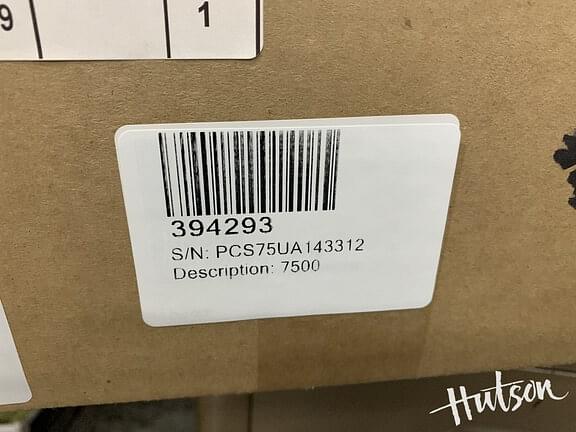 9 1
394293
S/N: PCS75UA143312
Description: 7500
Hutson